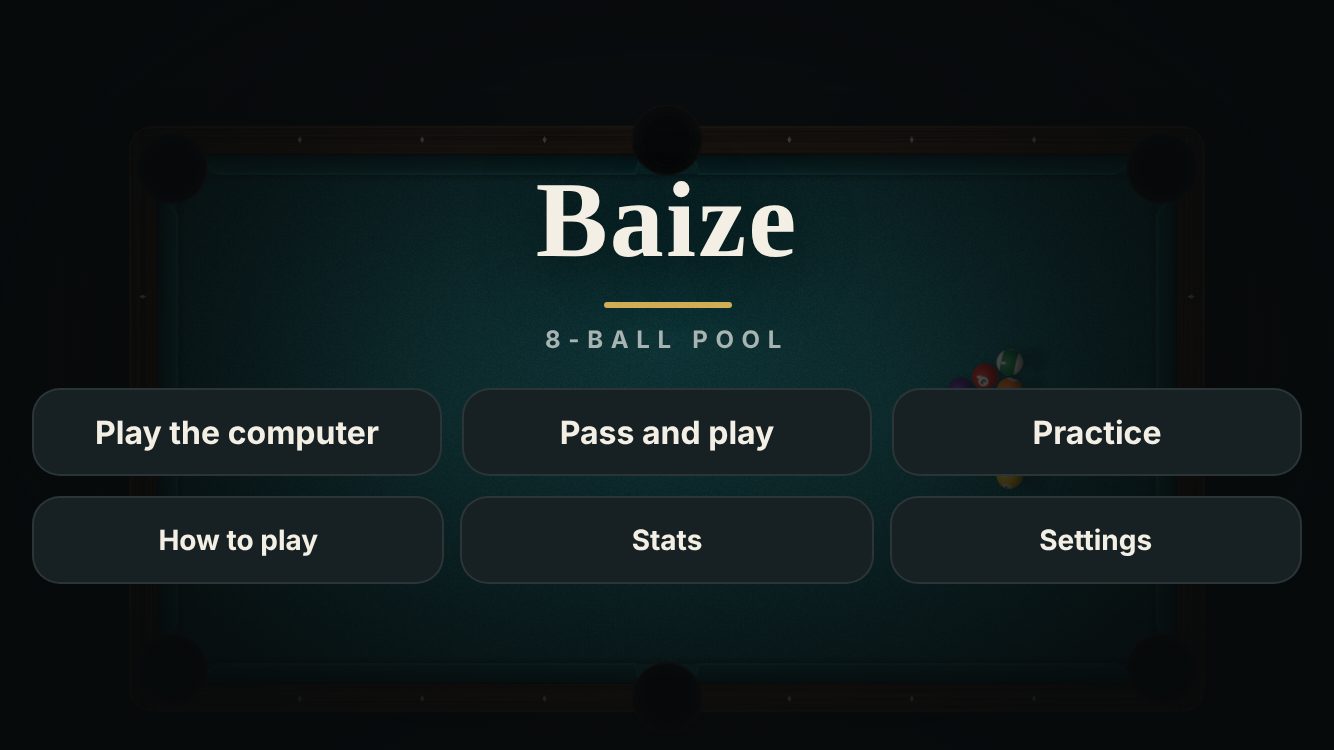 Baize
8-BALL POOL
Play the computer
Pass and play
Practice
How to play
Stats
Settings